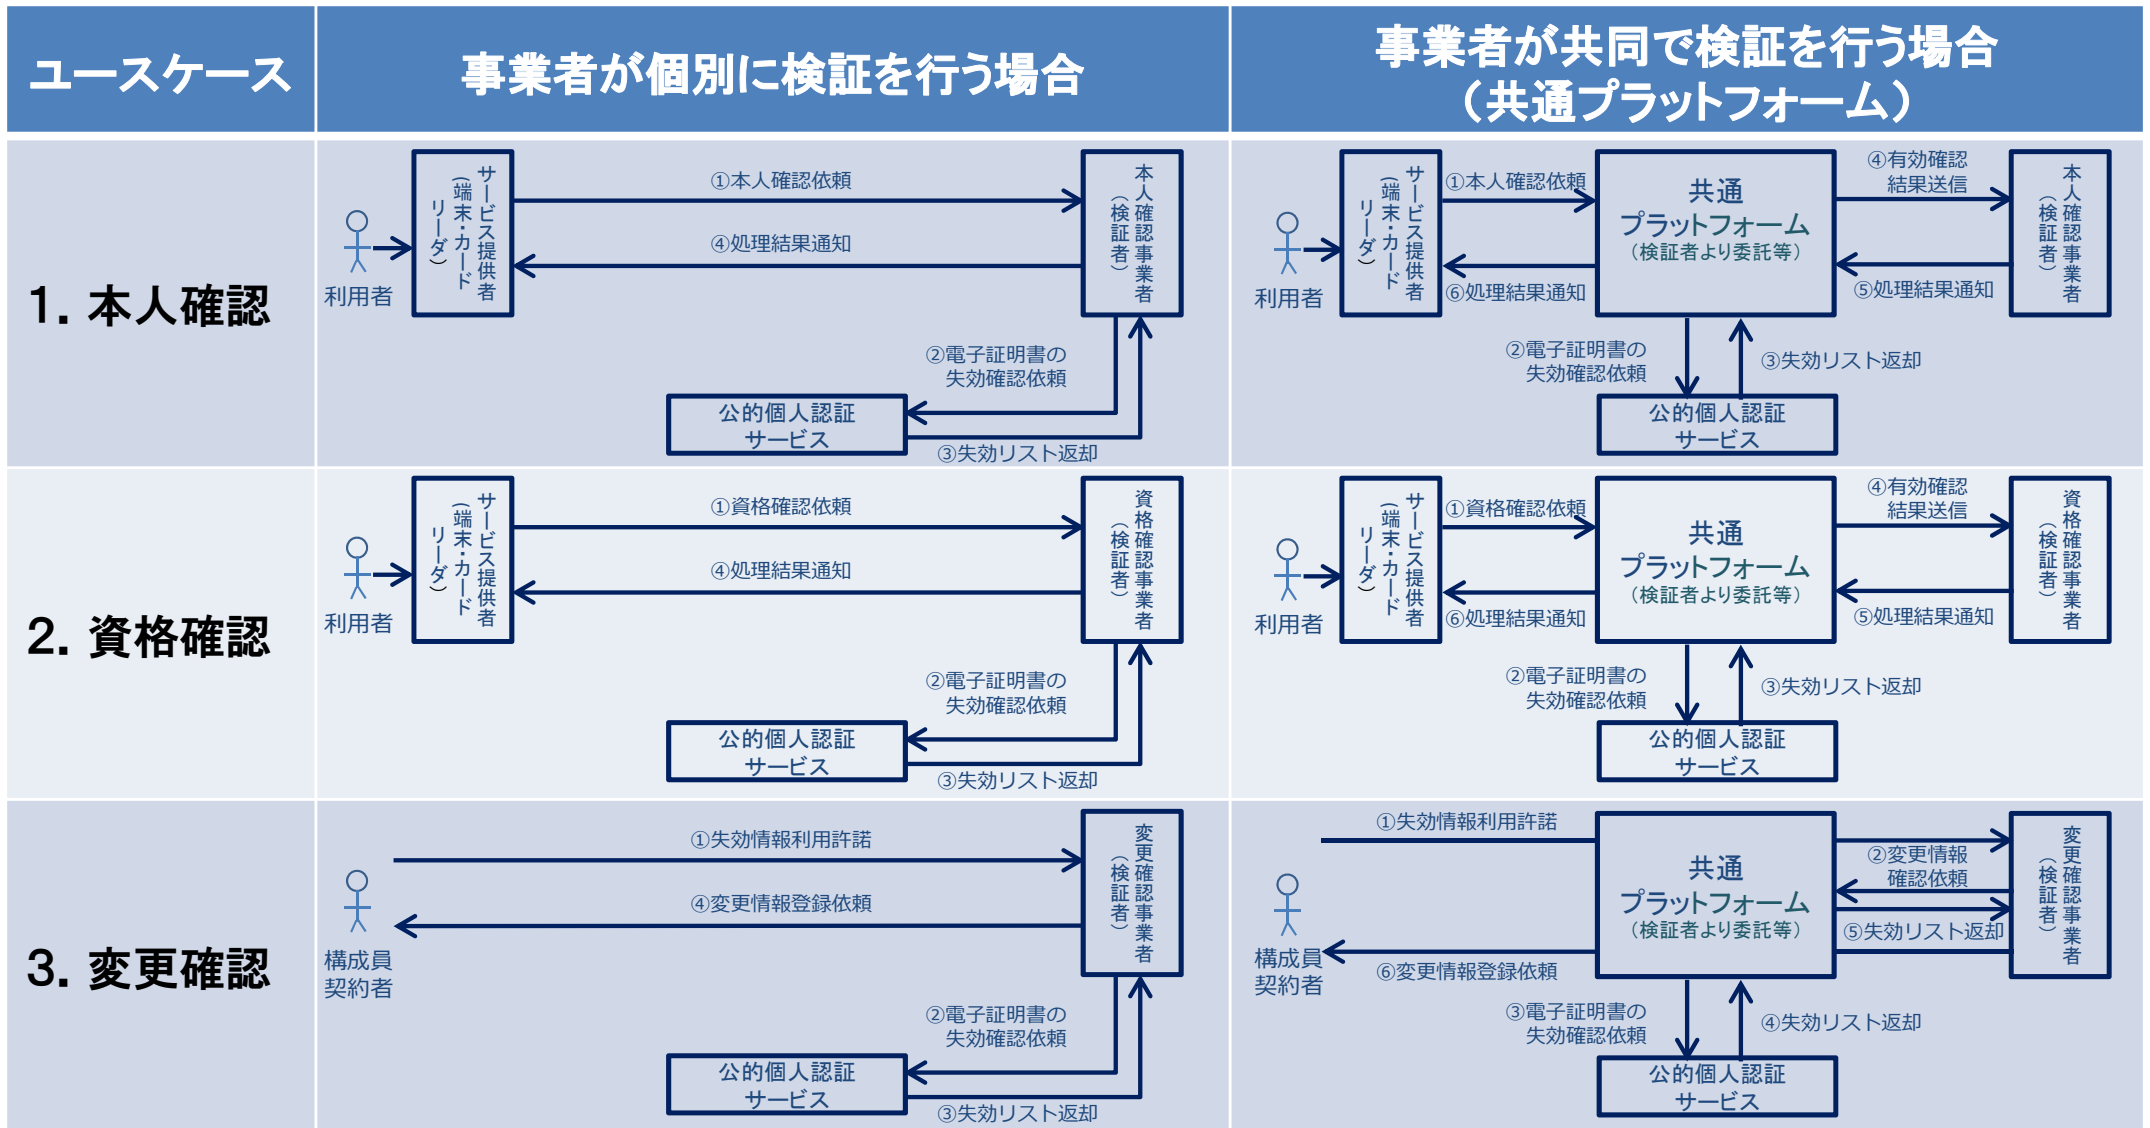 ユースケース
事業者が個別に検証を行う場合
事業者が共同で検証を行う場合
（共通プラットフォーム）
1. 本人確認
利用者
サービス提供者
(端末・カード
リーダ)
①本人確認依頼
④処理結果通知
本人確認事業者
（検証者）
②電子証明書の
失効確認依頼
公的個人認証
サービス
③失効リスト返却
利用者
サービス提供者
(端末・カード
リーダ)
①本人確認依頼
⑥処理結果通知
共通
プラットフォーム
（検証者より委託等）
④有効確認
結果送信
⑤処理結果通知
本人確認事業者
（検証者）
②電子証明書の
失効確認依頼
③失効リスト返却
公的個人認証
サービス
2. 資格確認
利用者
サービス提供者
(端末・カード
リーダ)
①資格確認依頼
④処理結果通知
資格確認事業者
（検証者）
②電子証明書の
失効確認依頼
公的個人認証
サービス
③失効リスト返却
利用者
サービス提供者
(端末・カード
リーダ)
①資格確認依頼
⑥処理結果通知
共通
プラットフォーム
（検証者より委託等）
④有効確認
結果送信
⑤処理結果通知
資格確認事業者
（検証者）
②電子証明書の
失効確認依頼
③失効リスト返却
公的個人認証
サービス
3. 変更確認
構成員
契約者
①失効情報利用許諾
④変更情報登録依頼
変更確認事業者
（検証者）
②電子証明書の
失効確認依頼
公的個人認証
サービス
③失効リスト返却
構成員
契約者
①失効情報利用許諾
⑥変更情報登録依頼
共通
プラットフォーム
（検証者より委託等）
②変更情報
確認依頼
⑤失効リスト返却
変更確認事業者
（検証者）
③電子証明書の
失効確認依頼
④失効リスト返却
公的個人認証
サービス